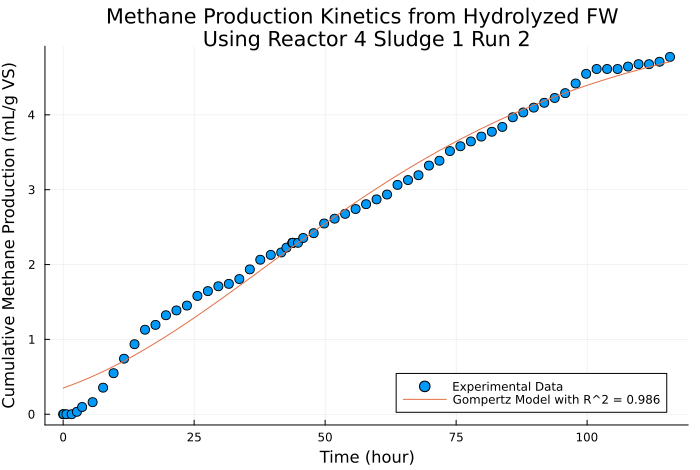 Methane Production Kinetics from Hydrolyzed FW
Using Reactor 4 Sludge 1 Run 2
Cumulative Methane Production (mL/g VS)
4
3
2
1
0
Experimental Data
Gompertz Model with R^2 = 0.986
0 25 50 75 100
Time (hour)